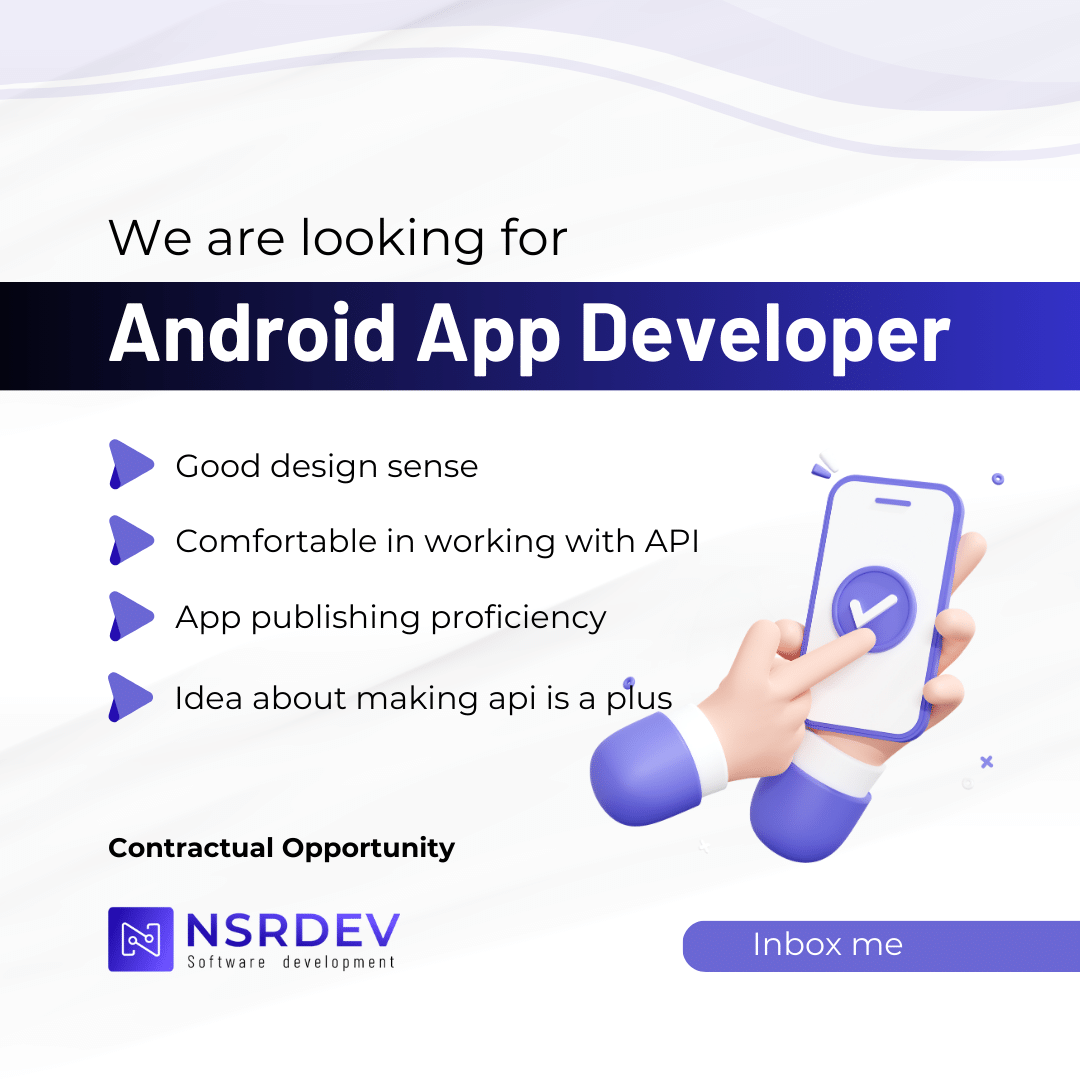 We are looking for
Android App Developer
Good design sense
Comfortable in working with API
App publishing proficiency
Idea about making api is a plus
Contractual Opportunity
NSRDEV
Software development
Inbox me